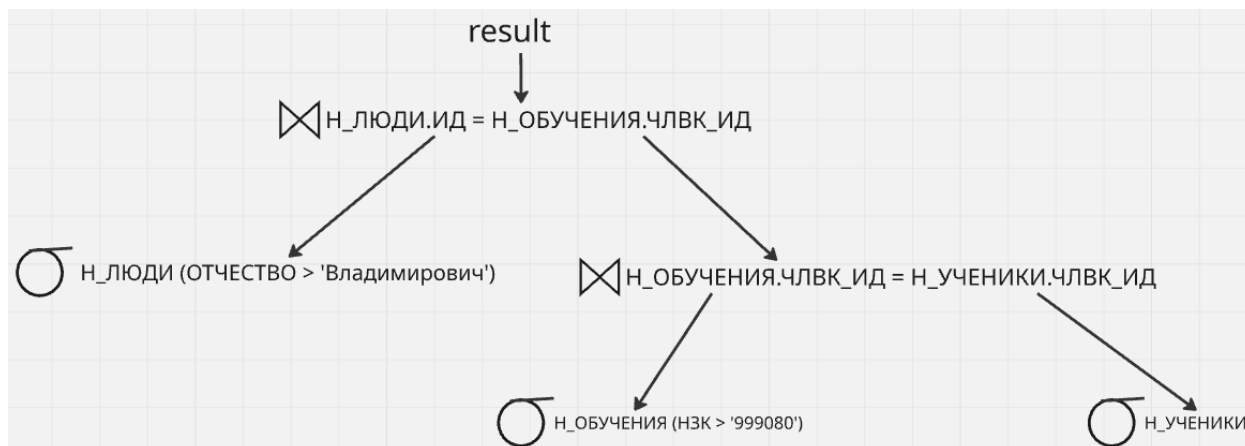 result
Н_ЛЮДИ.ИД = Н_ОБУЧЕНИЯ.ЧЛВК_ИД
Н_ЛЮДИ (ОТЧЕСТВО > 'Владимирович')
Н_ОБУЧЕНИЯ.ЧЛВК_ИД = Н_УЧЕНИКИ.ЧЛВК_ИД
Н_ОБУЧЕНИЯ (НЗК > '999080')
Н_УЧЕНИКИ